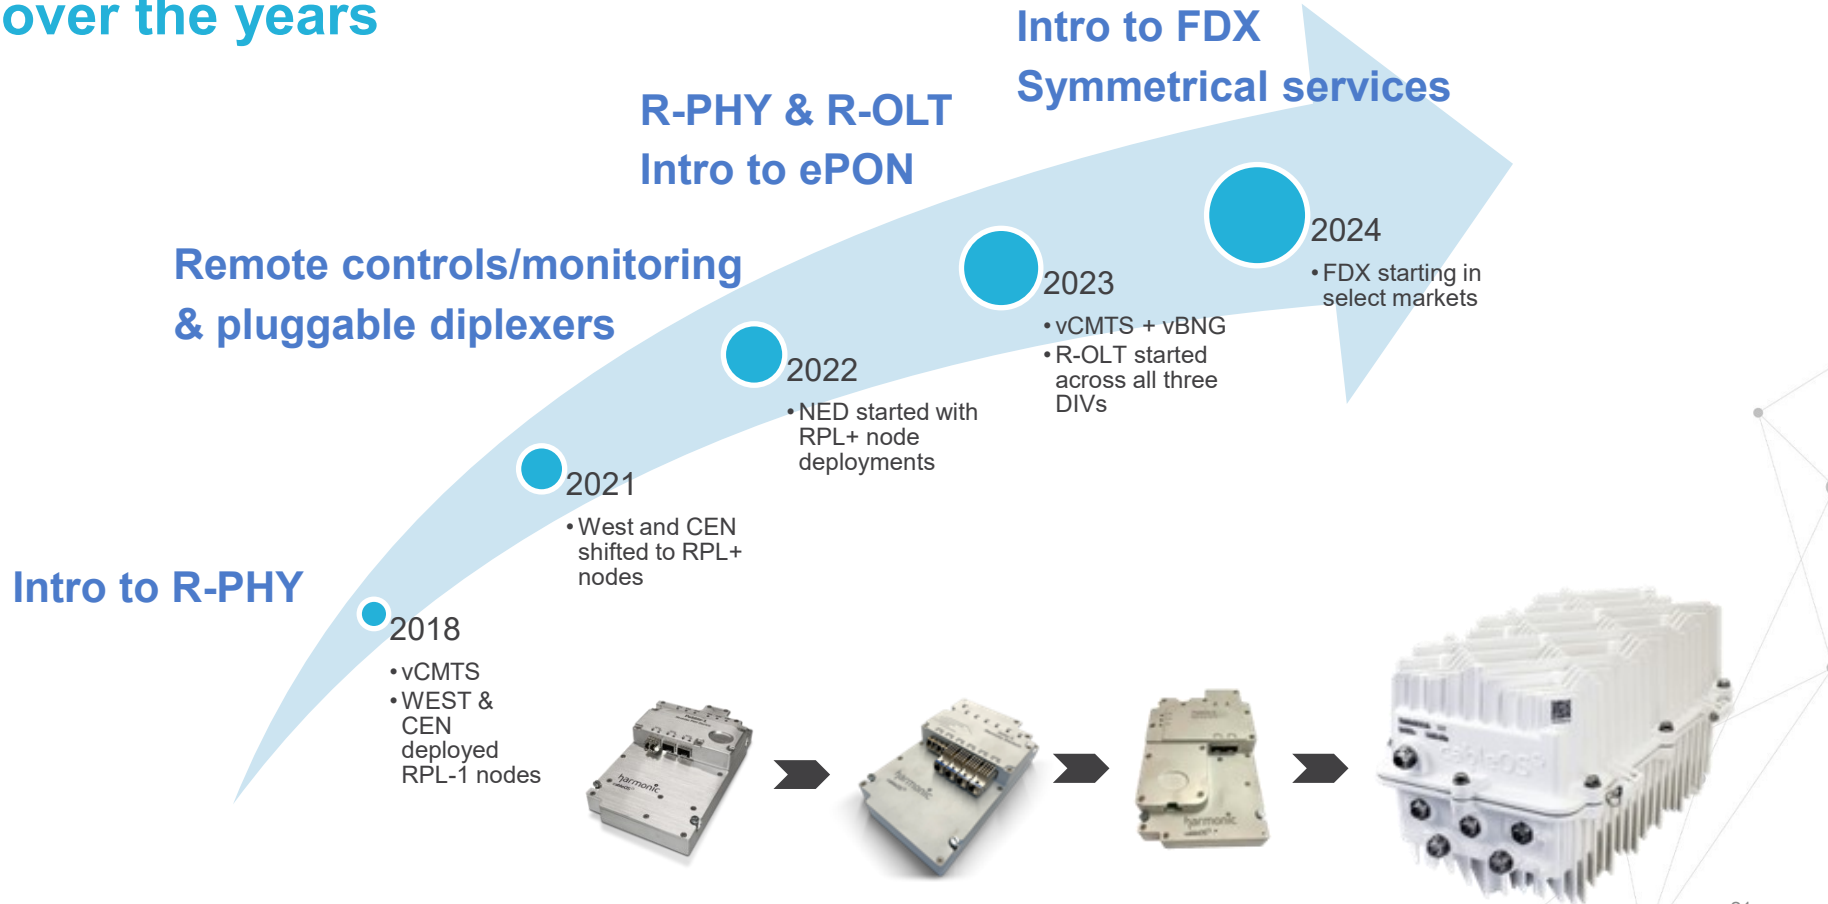 over the years
Intro to FDX
Symmetrical services
R-PHY & R-OLT
Intro to ePON
Remote controls/monitoring
& pluggable diplexers
Intro to R-PHY
2018
• vCMTS
• WEST &
CEN
deployed
RPL-1 nodes
2021
• West and CEN
shifted to RPL+
nodes
2022
• NED started with
RPL+ node
deployments
2023
• vCMTS + vBNG
• R-OLT started
across all three
DIVs
2024
• FDX starting in
select markets
harmonic
harmonic
harmonic
cableOS